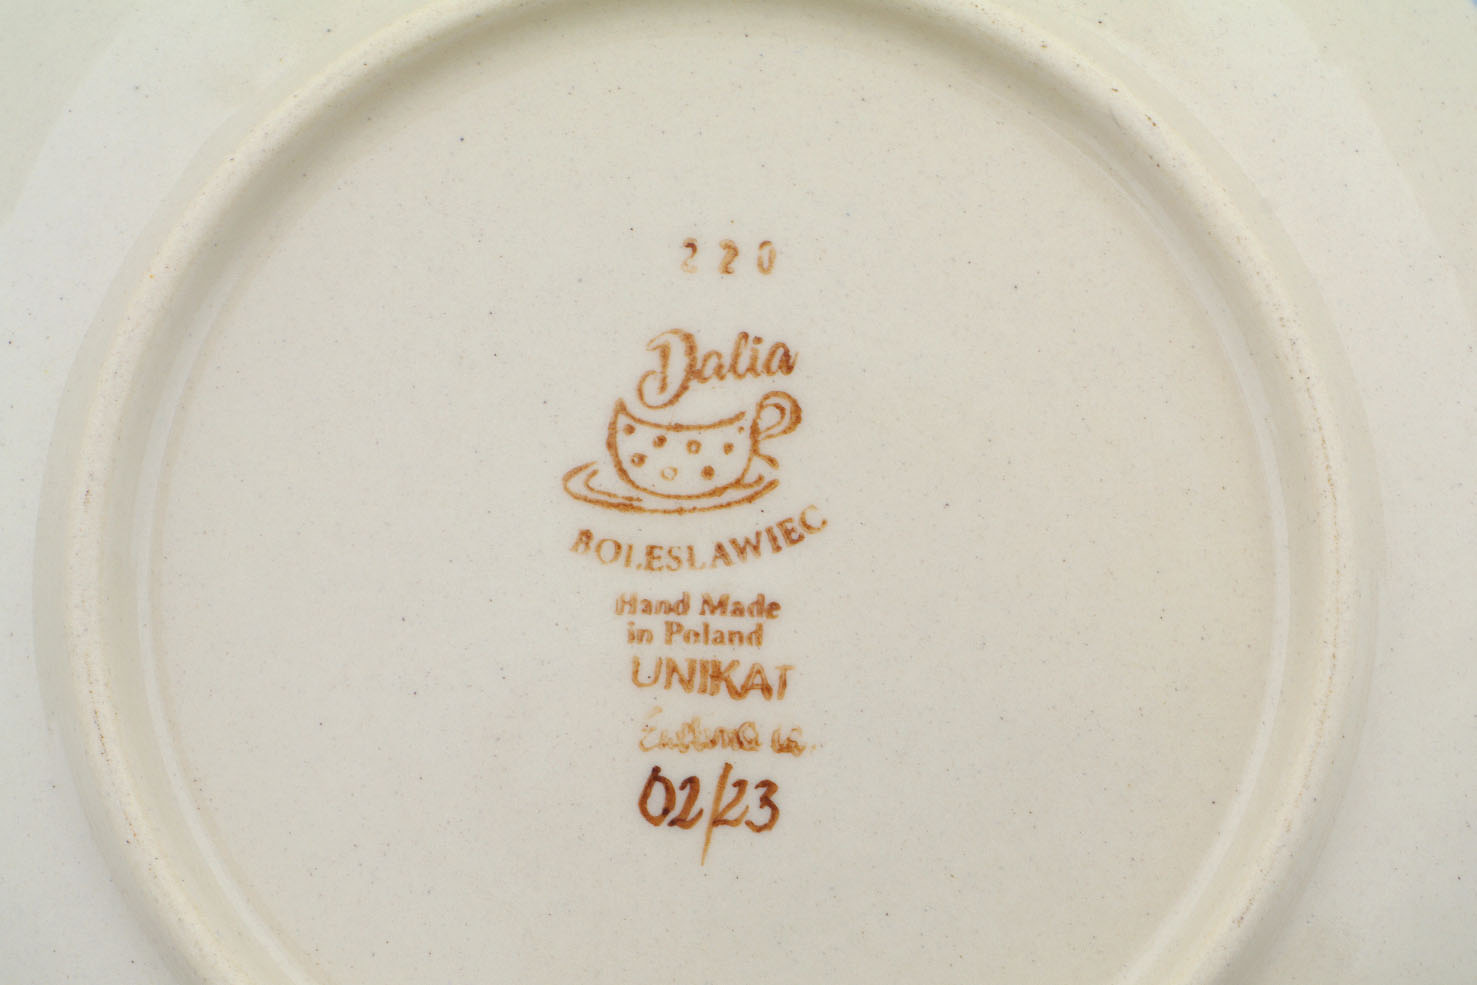 220
Dalia
BOLESLAWIEC
Hand Made
in Poland
UNIKAT
02/23